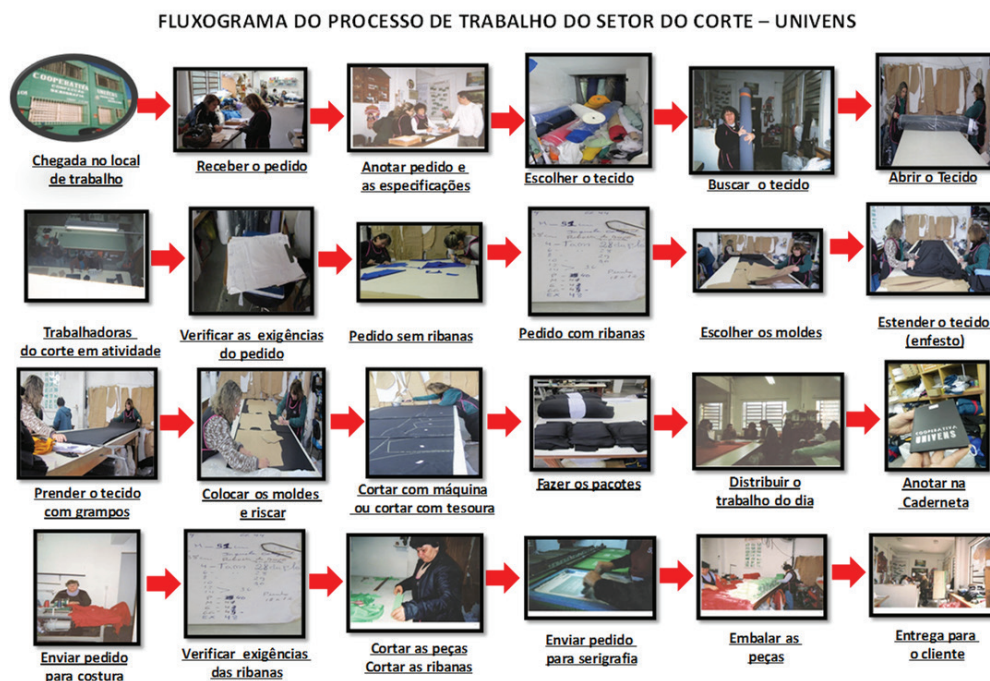 FLUXOGRAMA DO PROCESSO DE TRABALHO DO SETOR DO CORTE – UNIVENS
COOPERATIVA
Chegada no local
de trabalho
Receber o pedido
Anotar pedido e
as especificações
Escolher o tecido
Buscar o tecido
Abrir o Tecido
Trabalhadoras
do corte em atividade
Verificar as exigências
do pedido
Pedido sem ribanas
Pedido com ribanas
Escolher os moldes
Estender o tecido
(enfesto)
Prender o tecido
com grampos
Colocar os moldes
e riscar
Cortar com máquina
ou cortar com tesoura
Fazer os pacotes
Distribuir o
trabalho do dia
COOPERATIVA
UNIVENS
Anotar na
Caderneta
Enviar pedido
para costura
Verificar exigências
das ribanas
Cortar as peças
Cortar as ribanas
Enviar pedido
para serigrafia
Embalar as
peças
Entrega para
o cliente